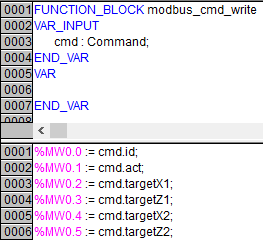 0001 FUNCTION_BLOCK modbus_cmd_write
0002 VAR_INPUT
0003 cmd : Command;
0004 END_VAR
0005 VAR
0006
0007 END_VAR
0008
0001 %MW0.0 := cmd.id;
0002 %MW0.1 := cmd.act;
0003 %MW0.2 := cmd.targetX1;
0004 %MW0.3 := cmd.targetZ1;
0005 %MW0.4 := cmd.targetX2;
0006 %MW0.5 := cmd.targetZ2;